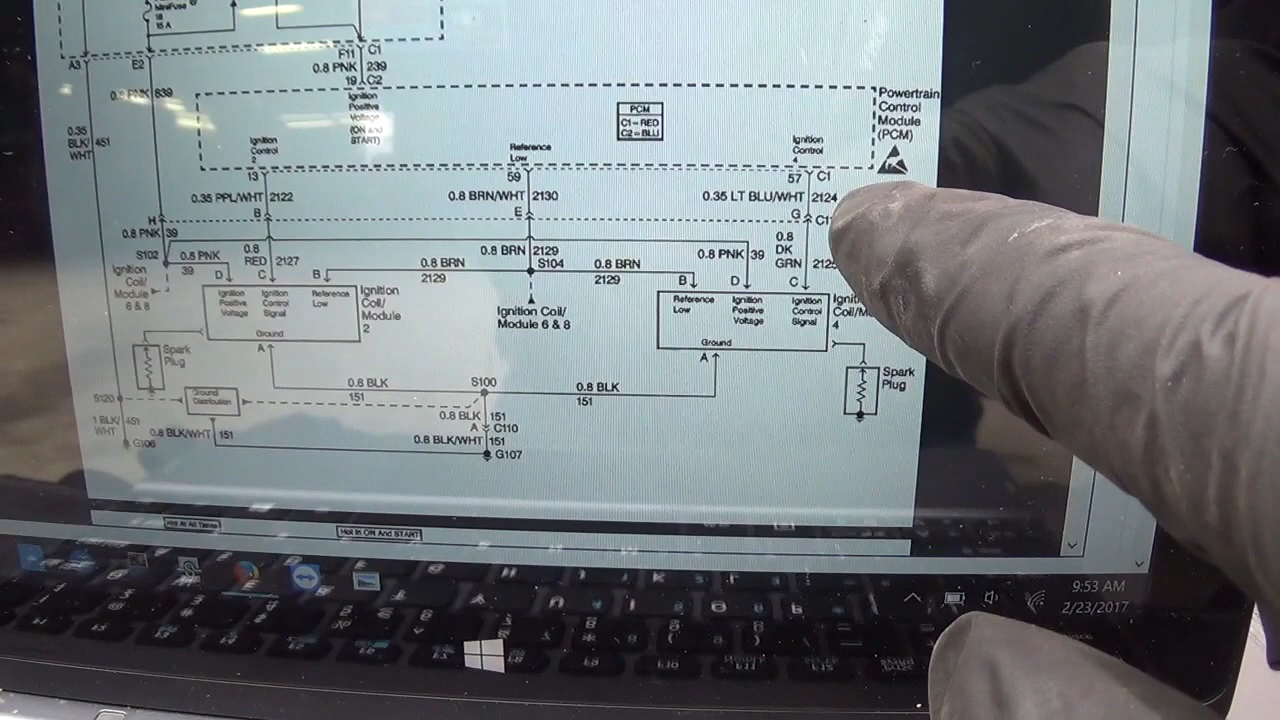 MiniFuse
15 A
A3
E2
F11
C1
0.8 PNK 239
19 C2
0.8 PNK 839
0.35
BLK/
WHT
451
Ignition
Positive
Voltage
(ON and
START)
PCM
C1=RED
C2=BLU
Powertrain
Control
Module
(PCM)
Ignition
Control
2
Reference
Low
Ignition
Control
4
13
59
57 C1
0.35 PPL/WHT 2122
0.8 BRN/WHT 2130
0.35 LT BLU/WHT 2124
H
B
E
G
0.8 PNK 39
S102
39
0.8 PNK
0.8
RED
2127
0.8 BRN 2129
S104
0.8 PNK 39
0.8
DK
GRN
Ignition
Coil/
Module
6 & 8
D
C
B
0.8 BRN
2129
0.8 BRN
2129
B
D
C
Ignition
Positive
Voltage
Ignition
Control
Signal
Reference
Low
Ground
Ignition
Coil/
Module
2
Ignition Coil/
Module 6 & 8
Reference
Low
Ignition
Positive
Voltage
Ignition
Control
Signal
Ground
4
A
A
Spark
Plug
Spark
Plug
S120
Ground
Distribution
0.8 BLK
151
S100
0.8 BLK
151
1 BLK/
WHT
451
G106
0.8 BLK/WHT 151
0.8 BLK 151
A C110
0.8 BLK/WHT 151
G107
Hot At All Times
Hot In ON And START
9:53 AM
2/23/2017